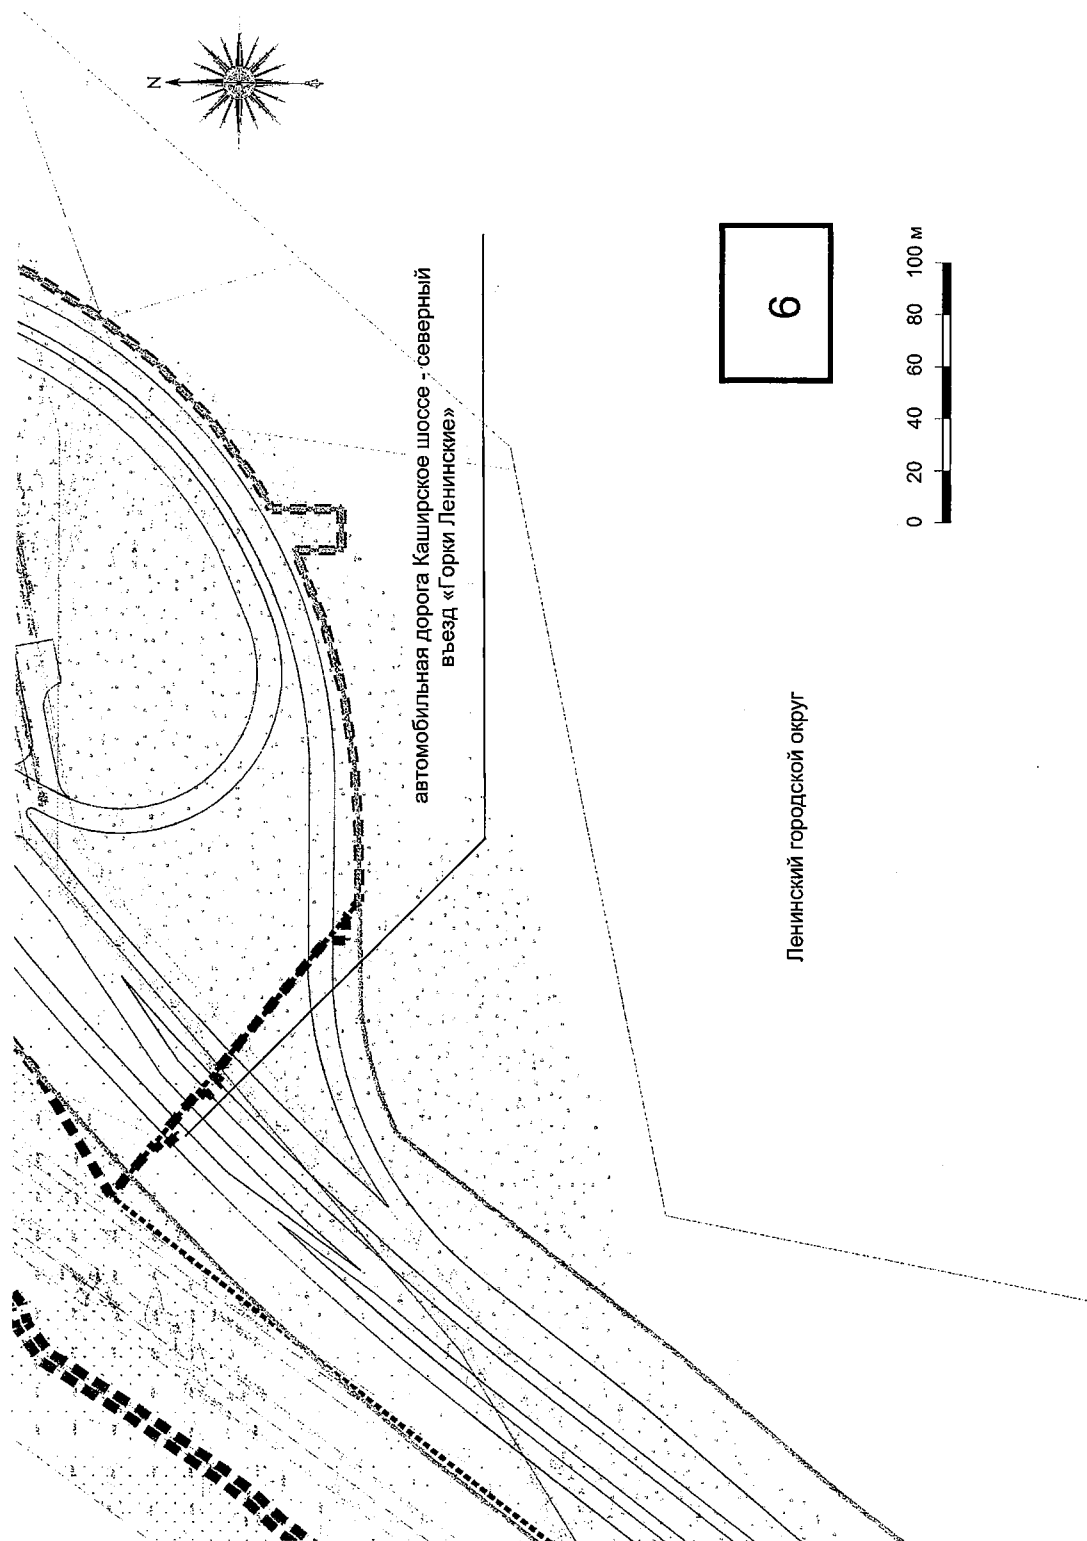 N
автомобильная дорога Каширское шоссе - северный
въезд «Горки Ленинские»
6
0 20 40 60 80 100 м
Ленинский городской округ